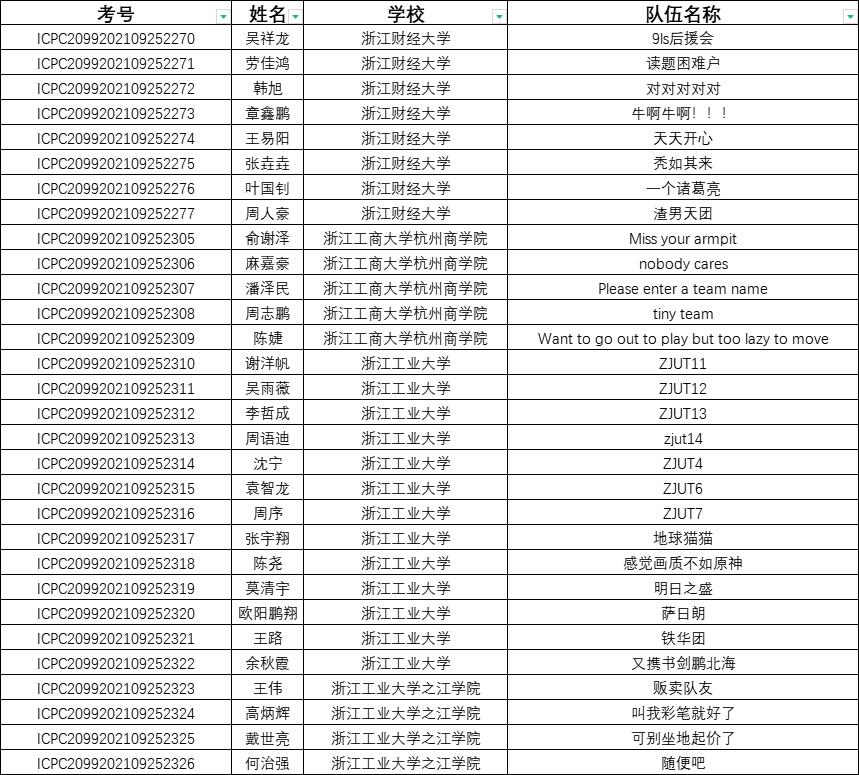 考号 姓名 学校 队伍名称
ICPC2099202109252270 吴祥龙 浙江财经大学 9ls后援会
ICPC2099202109252271 劳佳鸿 浙江财经大学 读题困难户
ICPC2099202109252272 韩旭 浙江财经大学 对对对对对
ICPC2099202109252273 章鑫鹏 浙江财经大学 牛啊牛啊！！！
ICPC2099202109252274 王易阳 浙江财经大学 天天开心
ICPC2099202109252275 张垚垚 浙江财经大学 秃如其来
ICPC2099202109252276 叶国钊 浙江财经大学 一个诸葛亮
ICPC2099202109252277 周人豪 浙江财经大学 渣男天团
ICPC2099202109252305 俞谢泽 浙江工商大学杭州商学院 Miss your armpit
ICPC2099202109252306 麻嘉豪 浙江工商大学杭州商学院 nobody cares
ICPC2099202109252307 潘泽民 浙江工商大学杭州商学院 Please enter a team name
ICPC2099202109252308 周志鹏 浙江工商大学杭州商学院 tiny team
ICPC2099202109252309 陈婕 浙江工商大学杭州商学院 Want to go out to play but too lazy to move
ICPC2099202109252310 谢洋帆 浙江工业大学 ZJUT11
ICPC2099202109252311 吴雨薇 浙江工业大学 ZJUT12
ICPC2099202109252312 李哲成 浙江工业大学 ZJUT13
ICPC2099202109252313 周语迪 浙江工业大学 zjut14
ICPC2099202109252314 沈宁 浙江工业大学 ZJUT4
ICPC2099202109252315 袁智龙 浙江工业大学 ZJUT6
ICPC2099202109252316 周序 浙江工业大学 ZJUT7
ICPC2099202109252317 张宇翔 浙江工业大学 地球猫猫
ICPC2099202109252318 陈尧 浙江工业大学 感觉画质不如原神
ICPC2099202109252319 莫清宇 浙江工业大学 明日之盛
ICPC2099202109252320 欧阳鹏翔 浙江工业大学 萨日朗
ICPC2099202109252321 王路 浙江工业大学 铁华团
ICPC2099202109252322 余秋霞 浙江工业大学 又携书剑鹏北海
ICPC2099202109252323 王伟 浙江工业大学之江学院 贩卖队友
ICPC2099202109252324 高炳辉 浙江工业大学之江学院 叫我彩笔就好了
ICPC2099202109252325 戴世亮 浙江工业大学之江学院 可别坐地起价了
ICPC2099202109252326 何治强 浙江工业大学之江学院 随便吧